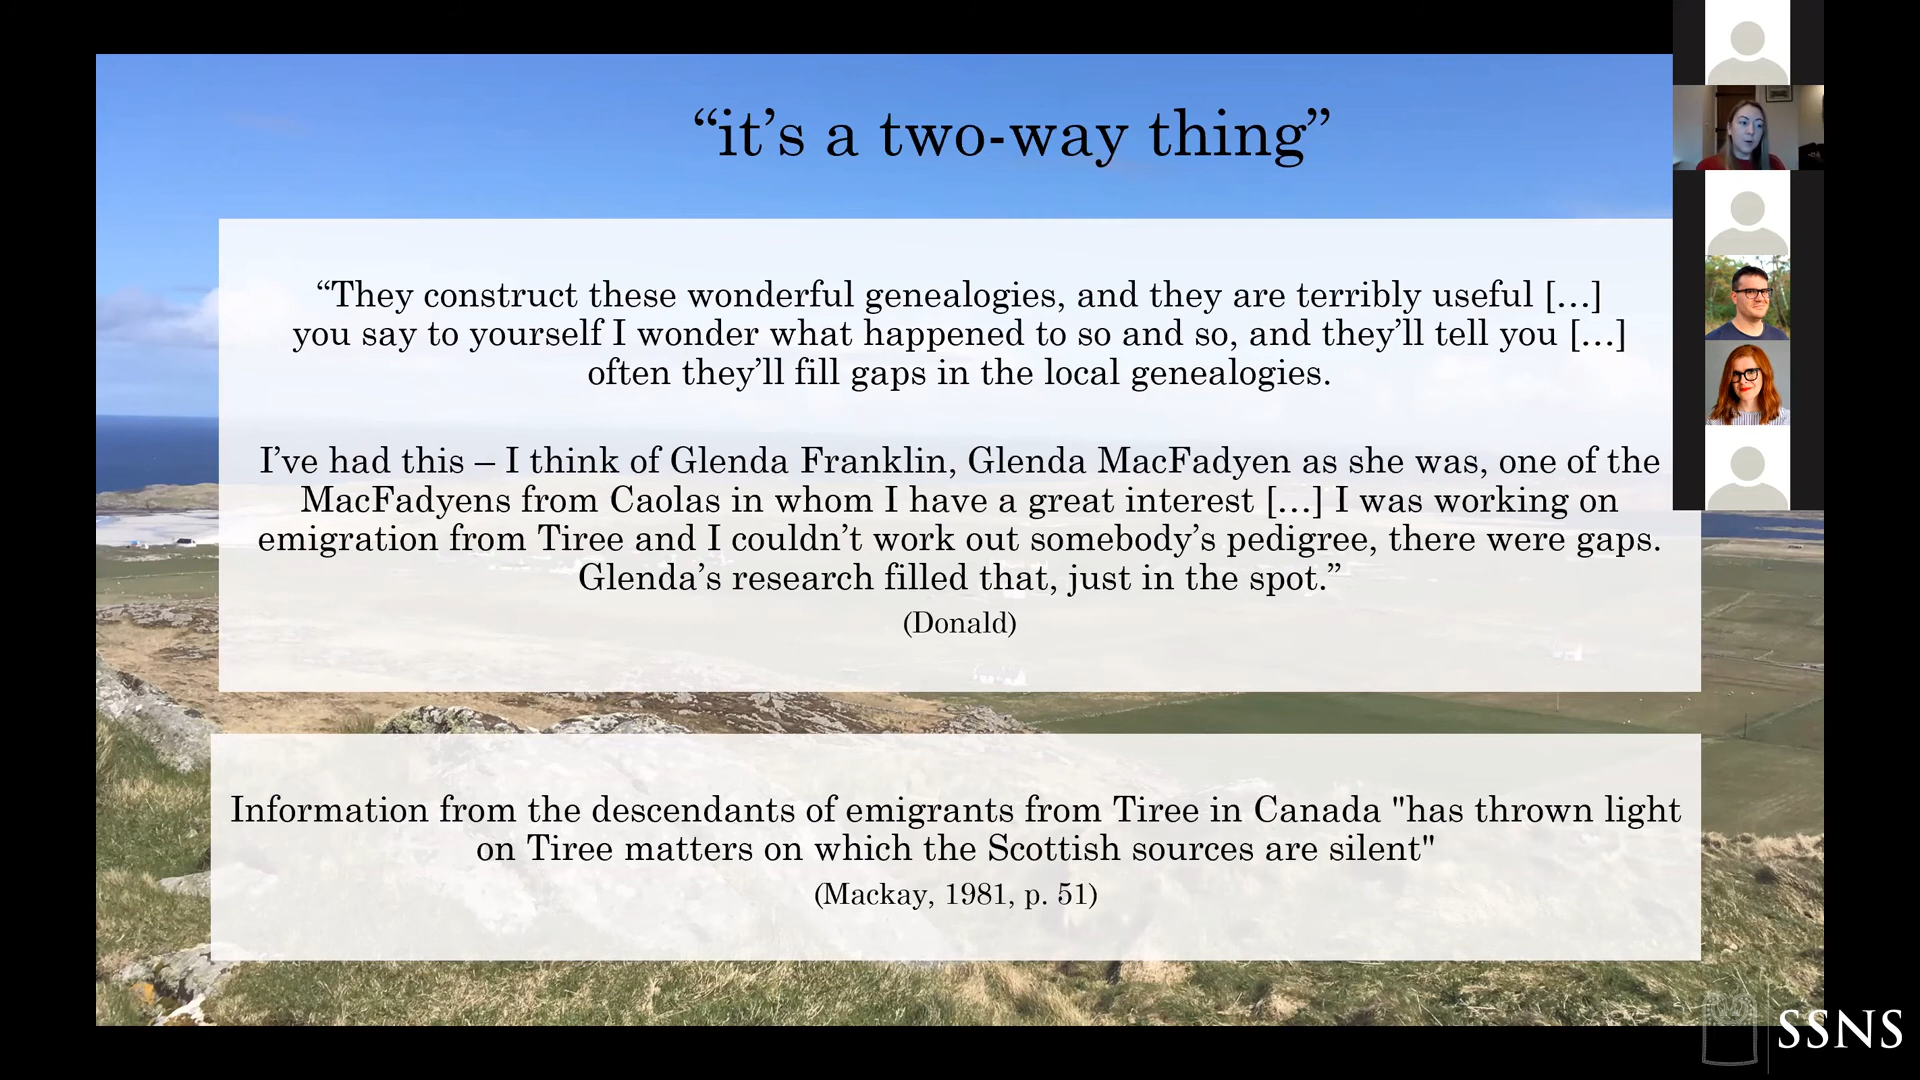 “it’s a two-way thing”
“They construct these wonderful genealogies, and they are terribly useful [...]
you say to yourself I wonder what happened to so and so, and they’ll tell you [...]
often they’ll fill gaps in the local genealogies.
I’ve had this – I think of Glenda Franklin, Glenda MacFadyen as she was, one of the
MacFadyens from Caolas in whom I have a great interest [...] I was working on
emigration from Tiree and I couldn’t work out somebody’s pedigree, there were gaps.
Glenda’s research filled that, just in the spot.”
(Donald)
Information from the descendants of emigrants from Tiree in Canada "has thrown light
on Tiree matters on which the Scottish sources are silent"
(Mackay, 1981, p. 51)
SSNS